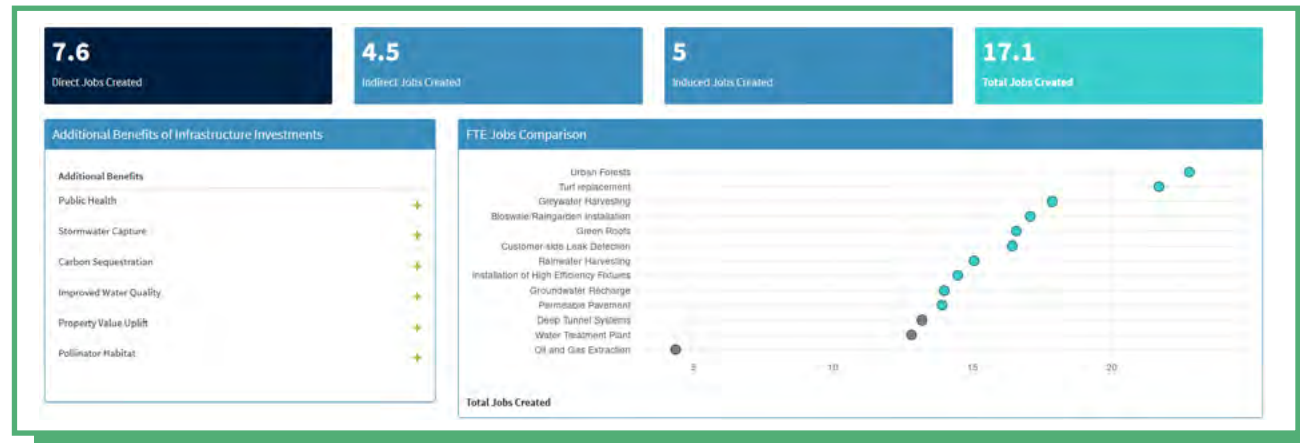 7.6
Direct Jobs Created
4.5
Indirect Jobs Created
5
Induced Jobs Created
17.1
Total Jobs Created
Additional Benefits of Infrastructure Investments
Additional Benefits
Public Health
Stormwater Capture
Carbon Sequestration
Improved Water Quality
Property Value Uplift
Pollinator Habitat
FTE Jobs Comparison
Urban Forests
Turf replacement
Greywater Harvesting
Bioswale/Raingarden Installation
Green Roofs
Customer-side Leak Detection
Rainwater Harvesting
Installation of High Efficiency Fixtures
Groundwater Recharge
Permeable Pavement
Deep Tunnel Systems
Water Treatment Plant
Oil and Gas Extraction
5 10 15 20
Total Jobs Created